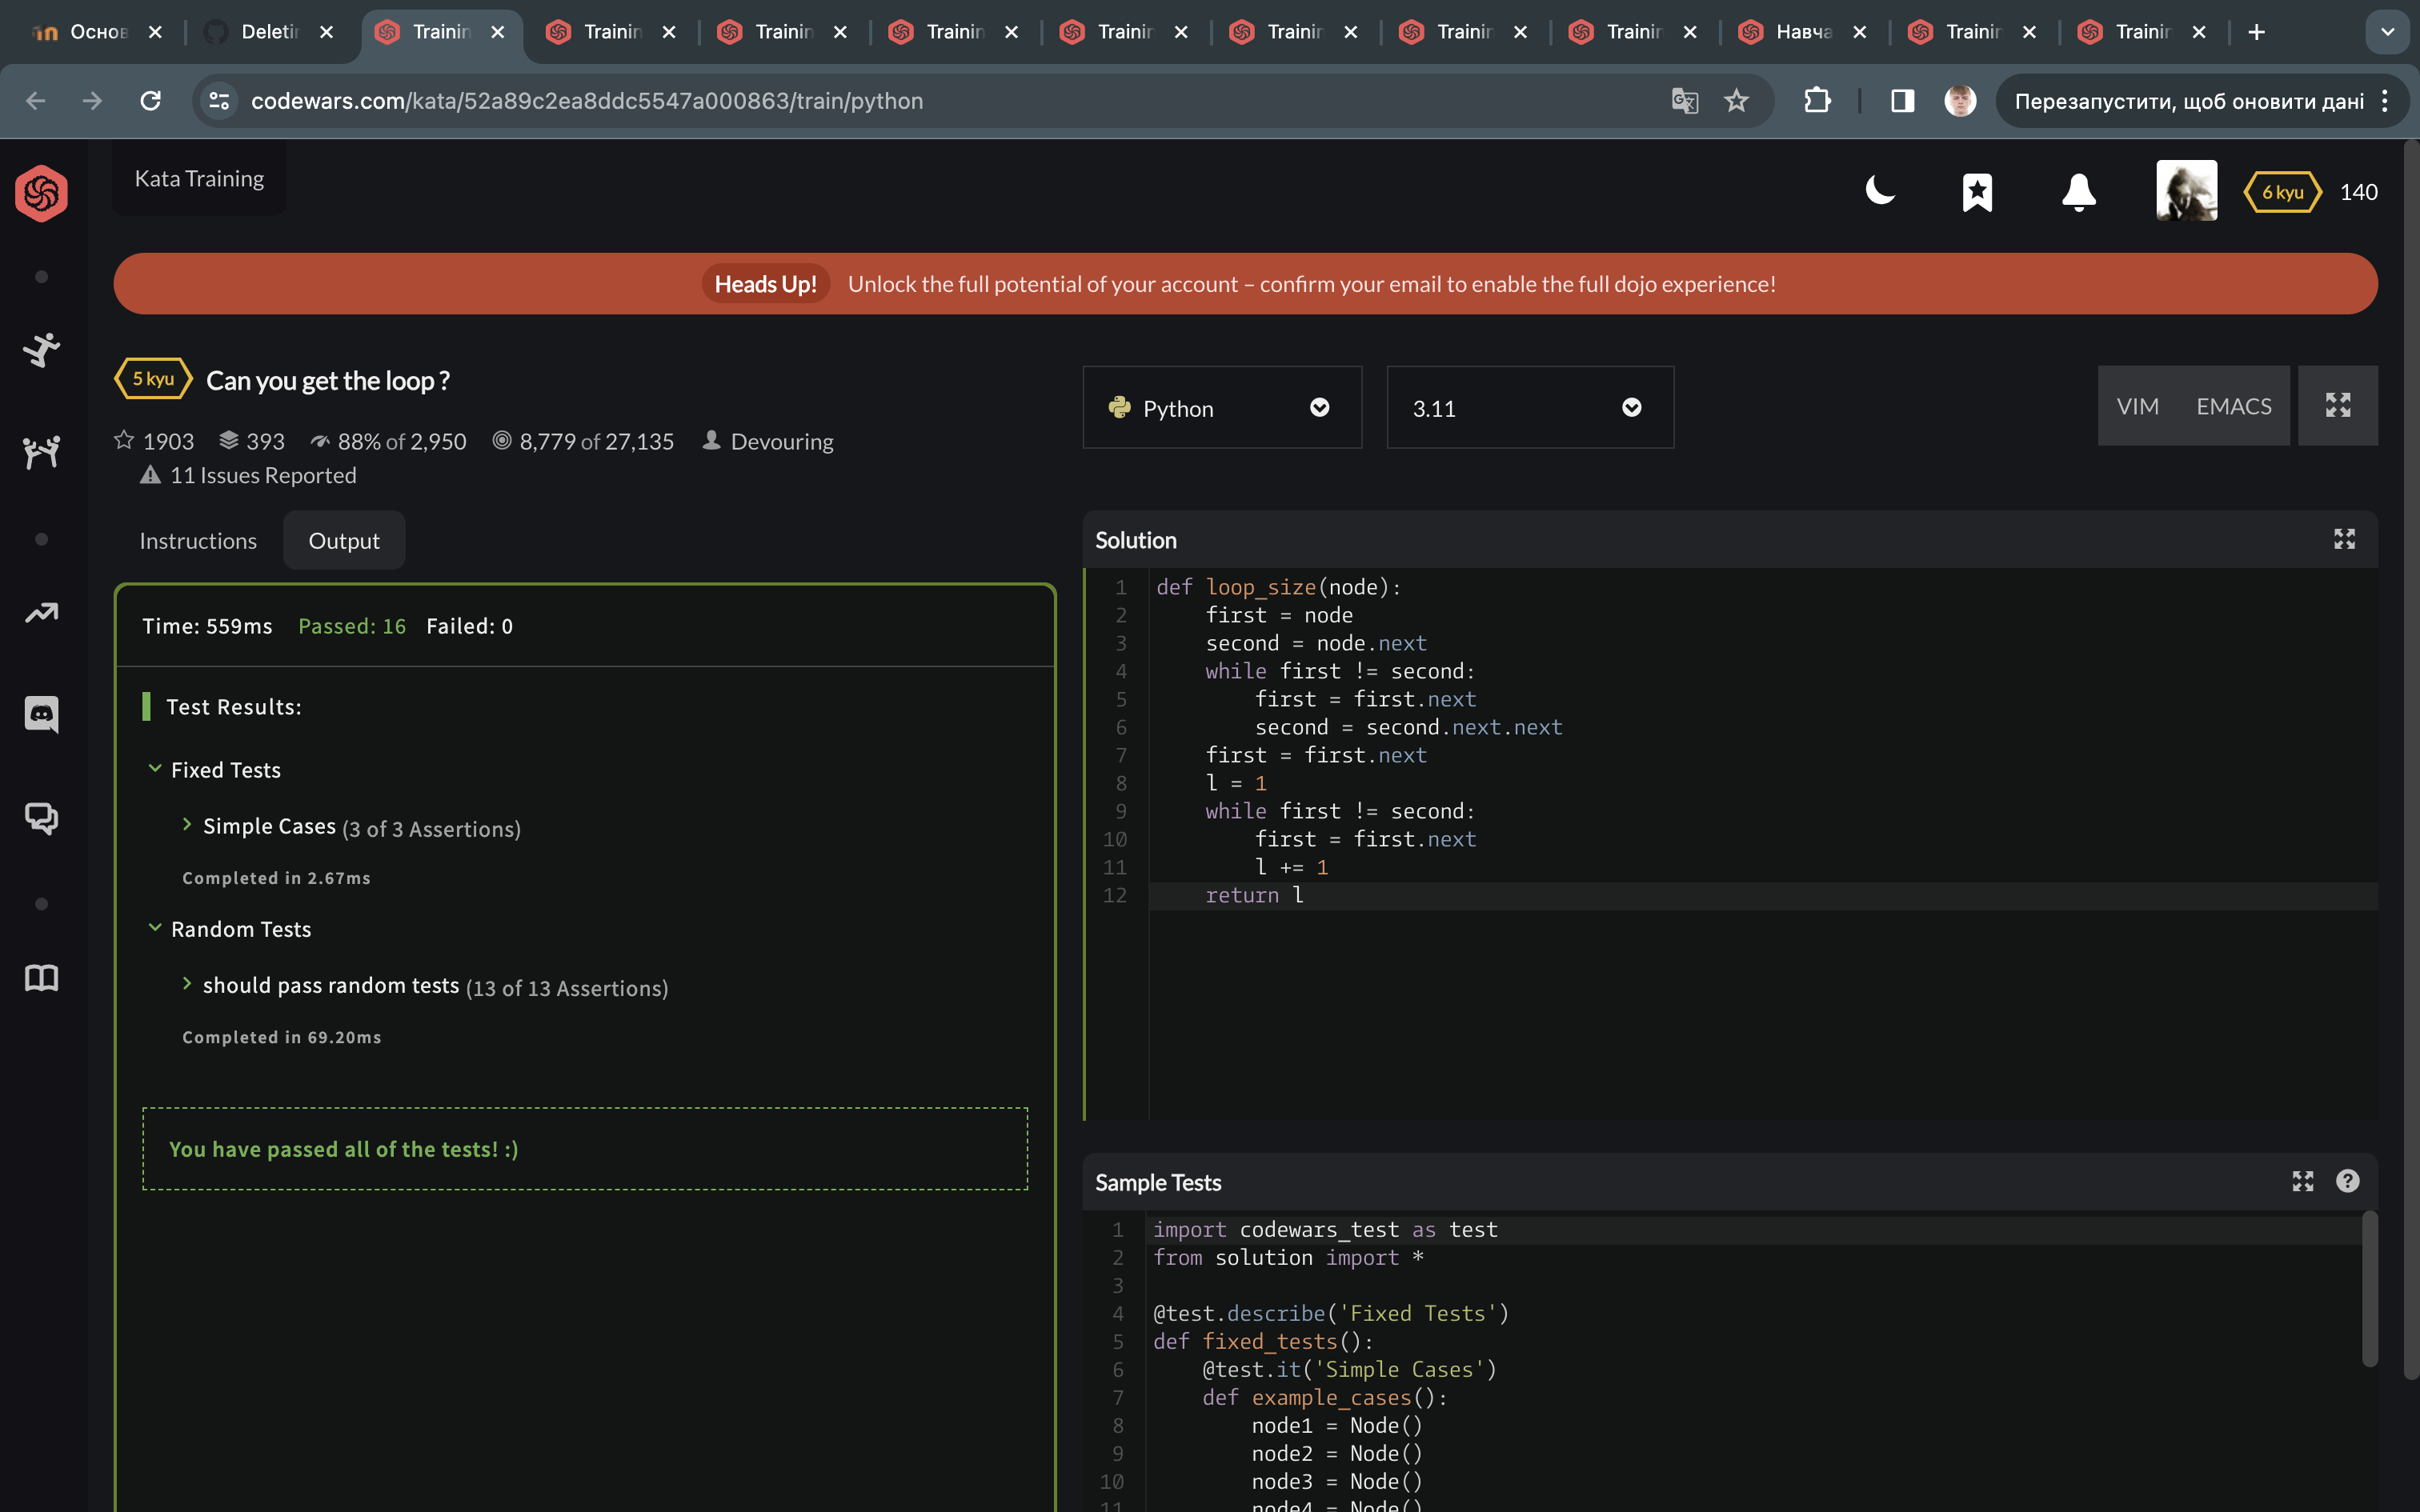 Основ
Deletin
Trainin
Trainin
Trainin
Trainin
Trainin
Trainin
Trainin
Trainin
Навча
Trainin
Trainin
codewars.com/kata/52a89c2ea8ddc5547a000863/train/python
Перезапустити, щоб оновити дані
Kata Training
6 kyu
140
Heads Up! Unlock the full potential of your account – confirm your email to enable the full dojo experience!
5 kyu Can you get the loop ?
1903 393 88% of 2,950 8,779 of 27,135 Devouring
11 Issues Reported
Python
3.11
VIM EMACS
Instructions Output
Time: 559ms Passed: 16 Failed: 0
Test Results:
Fixed Tests
Simple Cases (3 of 3 Assertions)
Completed in 2.67ms
Random Tests
should pass random tests (13 of 13 Assertions)
Completed in 69.20ms
You have passed all of the tests! :)
Solution
1 def loop_size(node):
2     first = node
3     second = node.next
4     while first != second:
5         first = first.next
6         second = second.next.next
7     first = first.next
8     l = 1
9     while first != second:
10         first = first.next
11         l += 1
12     return l
Sample Tests
1 import codewars_test as test
2 from solution import *
3
4 @test.describe('Fixed Tests')
5 def fixed_tests():
6     @test.it('Simple Cases')
7     def example_cases():
8         node1 = Node()
9         node2 = Node()
10         node3 = Node()
11         node4 = Node()